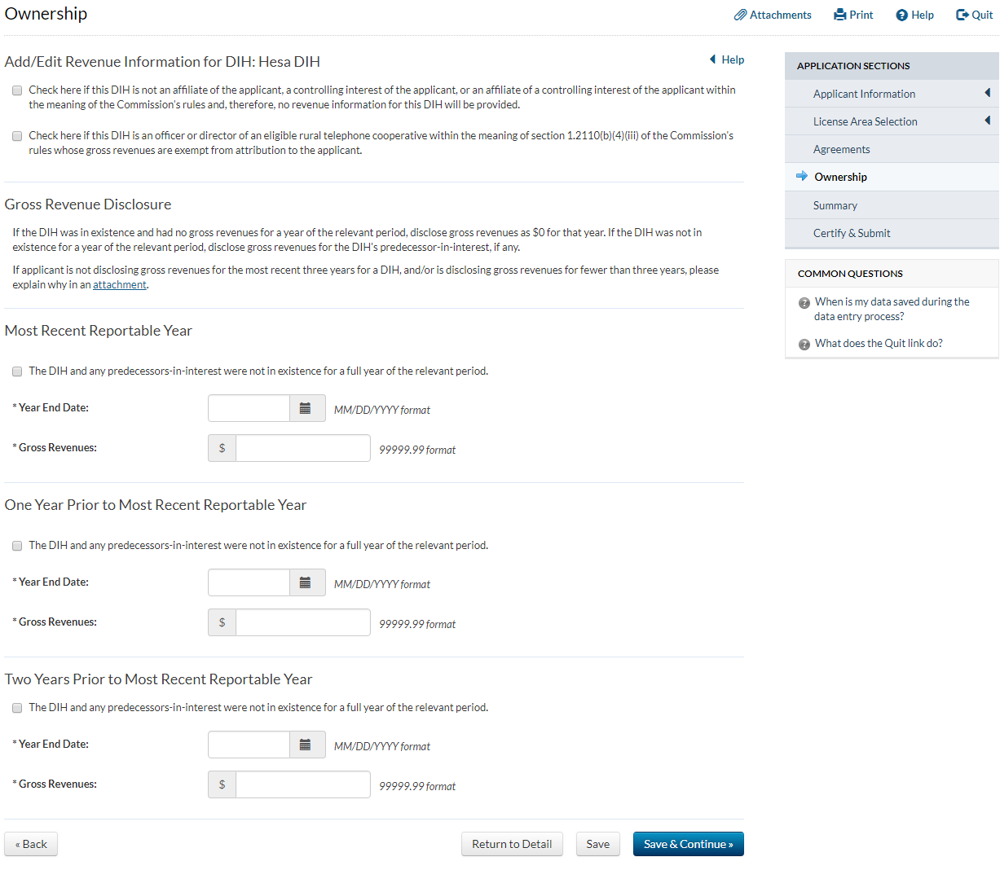 Ownership
Attachments
Print
Help
Quit
Add/Edit Revenue Information for DIH: Hesa DIH
Help
Check here if this DIH is not an affiliate of the applicant, a controlling interest of the applicant, or an affiliate of a controlling interest of the applicant within
the meaning of the Commission's rules and, therefore, no revenue information for this DIH will be provided.
Check here if this DIH is an officer or director of an eligible rural telephone cooperative within the meaning of section 1.2110(b)(4)(iii) of the Commission's
rules whose gross revenues are exempt from attribution to the applicant.
Gross Revenue Disclosure
If the DIH was in existence and had no gross revenues for a year of the relevant period, disclose gross revenues as $0 for that year. If the DIH was not in
existence for a year of the relevant period, disclose gross revenues for the DIH's predecessor-in-interest, if any.
If applicant is not disclosing gross revenues for the most recent three years for a DIH, and/or is disclosing gross revenues for fewer than three years, please
explain why in an attachment.
Most Recent Reportable Year
The DIH and any predecessors-in-interest were not in existence for a full year of the relevant period.
* Year End Date:
MM/DD/YYYY format
* Gross Revenues:
$
99999.99 format
One Year Prior to Most Recent Reportable Year
The DIH and any predecessors-in-interest were not in existence for a full year of the relevant period.
* Year End Date:
MM/DD/YYYY format
* Gross Revenues:
$
99999.99 format
Two Years Prior to Most Recent Reportable Year
The DIH and any predecessors-in-interest were not in existence for a full year of the relevant period.
* Year End Date:
MM/DD/YYYY format
* Gross Revenues:
$
99999.99 format
« Back
Return to Detail
Save
Save & Continue »
APPLICATION SECTIONS
Applicant Information
License Area Selection
Agreements
Ownership
Summary
Certify & Submit
COMMON QUESTIONS
When is my data saved during the
data entry process?
What does the Quit link do?